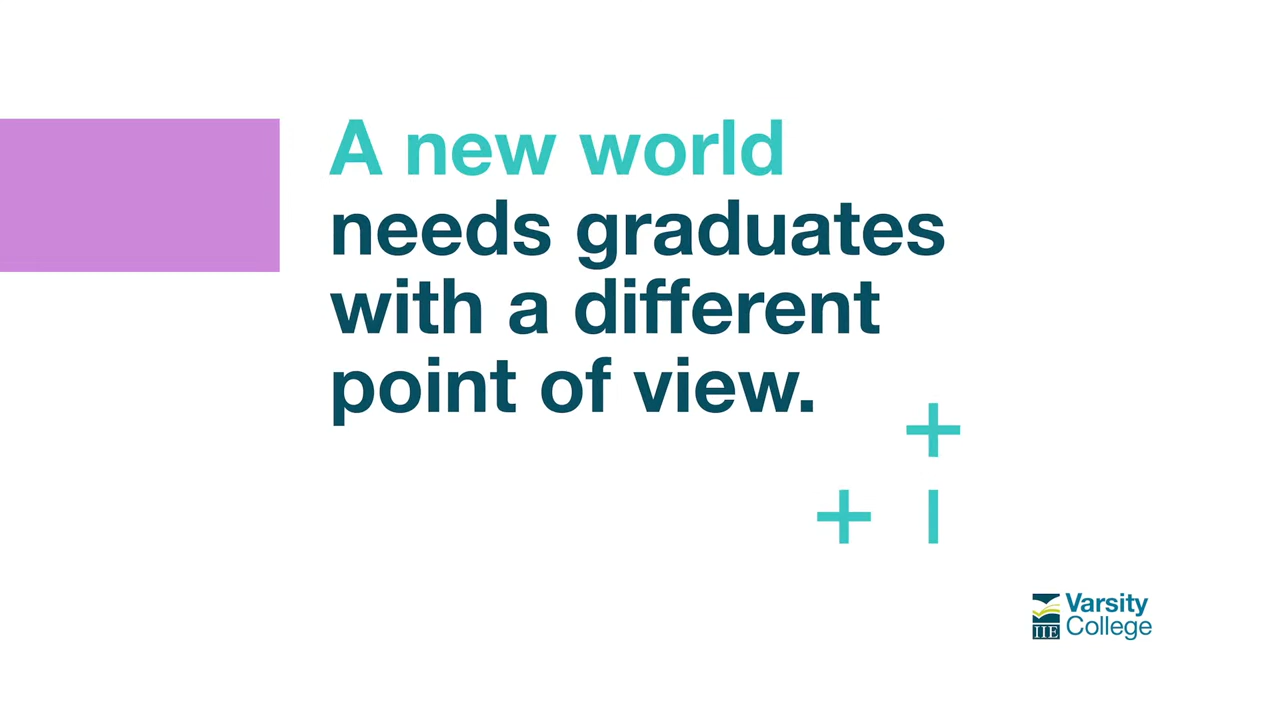 A new world
needs graduates
with a different
point of view.
Varsity
College
IIE